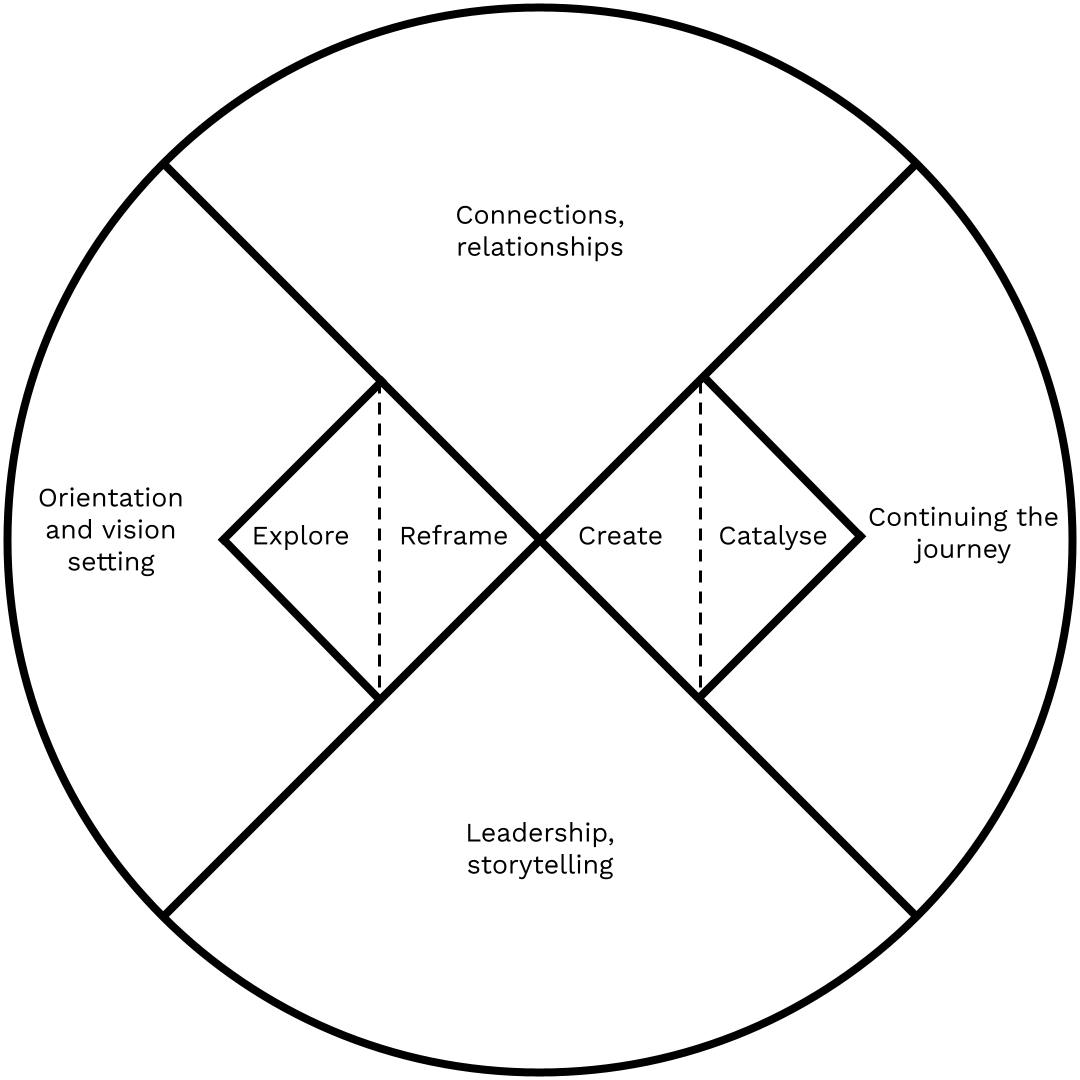 Connections,
relationships
Orientation
and vision
setting
Explore
Reframe
Create
Catalyse
Continuing the
journey
Leadership,
storytelling